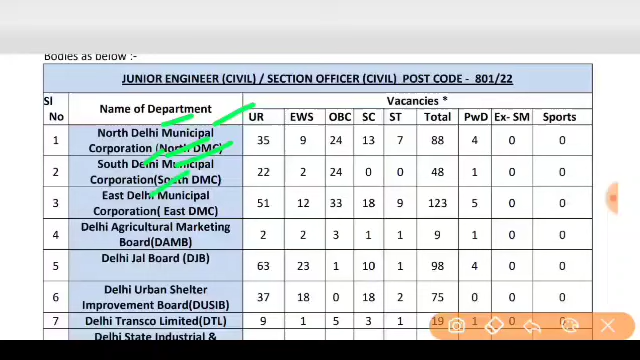 Bodies as below :-
JUNIOR ENGINEER (CIVIL) / SECTION OFFICER (CIVIL) POST CODE - 801/22
Sl No Name of Department Vacancies *
UR EWS OBC SC ST Total PwD Ex- SM Sports
1 North Delhi Municipal Corporation (North DMC) 35 9 24 13 7 88 4 0 0
2 South Delhi Municipal Corporation(South DMC) 22 2 24 0 0 48 1 0 0
3 East Delhi Municipal Corporation( East DMC) 51 12 33 18 9 123 5 0 0
4 Delhi Agricultural Marketing Board(DAMB) 2 2 3 1 1 9 1 0 0
5 Delhi Jal Board (DJB) 63 23 1 10 1 98 4 0 0
6 Delhi Urban Shelter Improvement Board(DUSIB) 37 18 0 18 2 75 0 0 0
7 Delhi Transco Limited(DTL) 9 1 5 3 1 19 1 0 0
Delhi State Industrial &